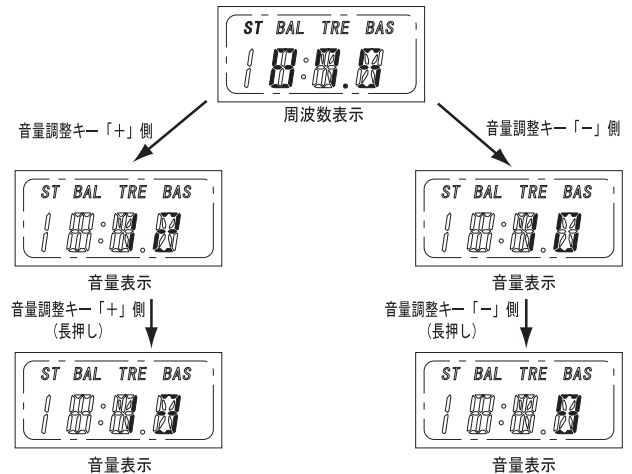 ST BAL TRE BAS
周波数表示
音量調整キー「+」側
音量調整キー「−」側
ST BAL TRE BAS
音量表示
ST BAL TRE BAS
音量表示
音量調整キー「+」側
(長押し)
音量調整キー「−」側
(長押し)
ST BAL TRE BAS
音量表示
ST BAL TRE BAS
音量表示